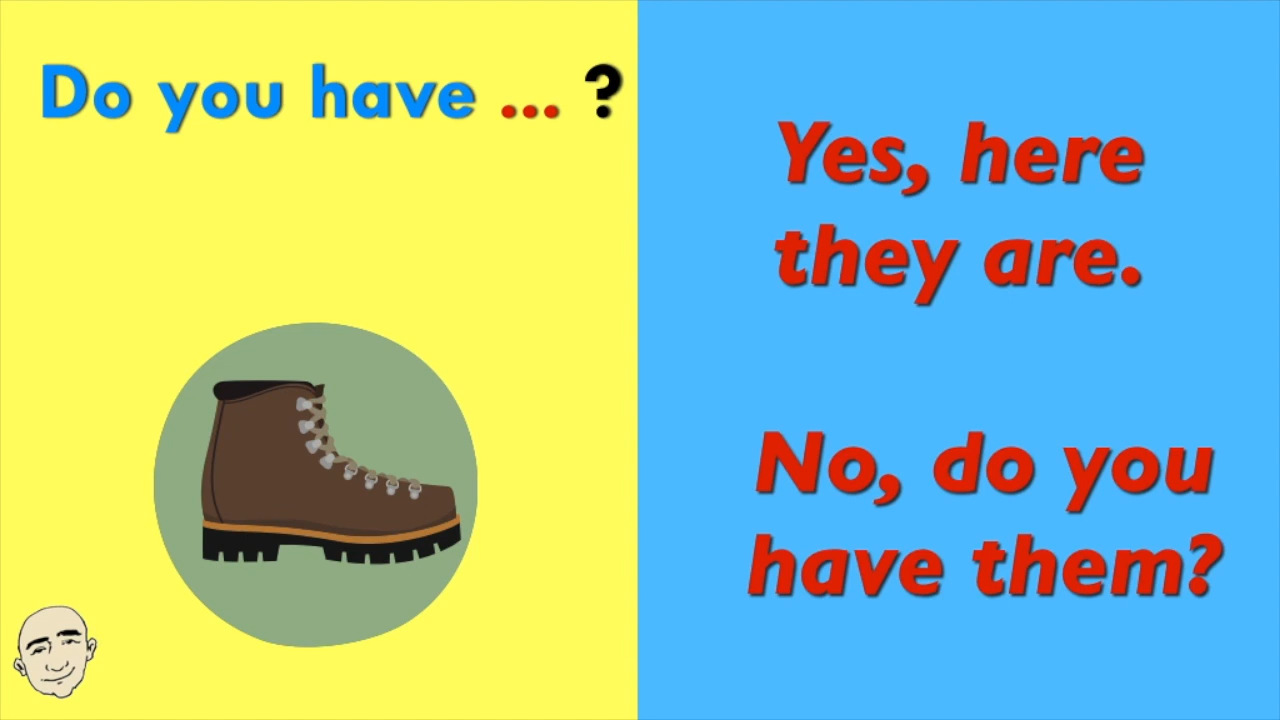 Do you have ... ?
Yes, here
they are.
No, do you
have them?